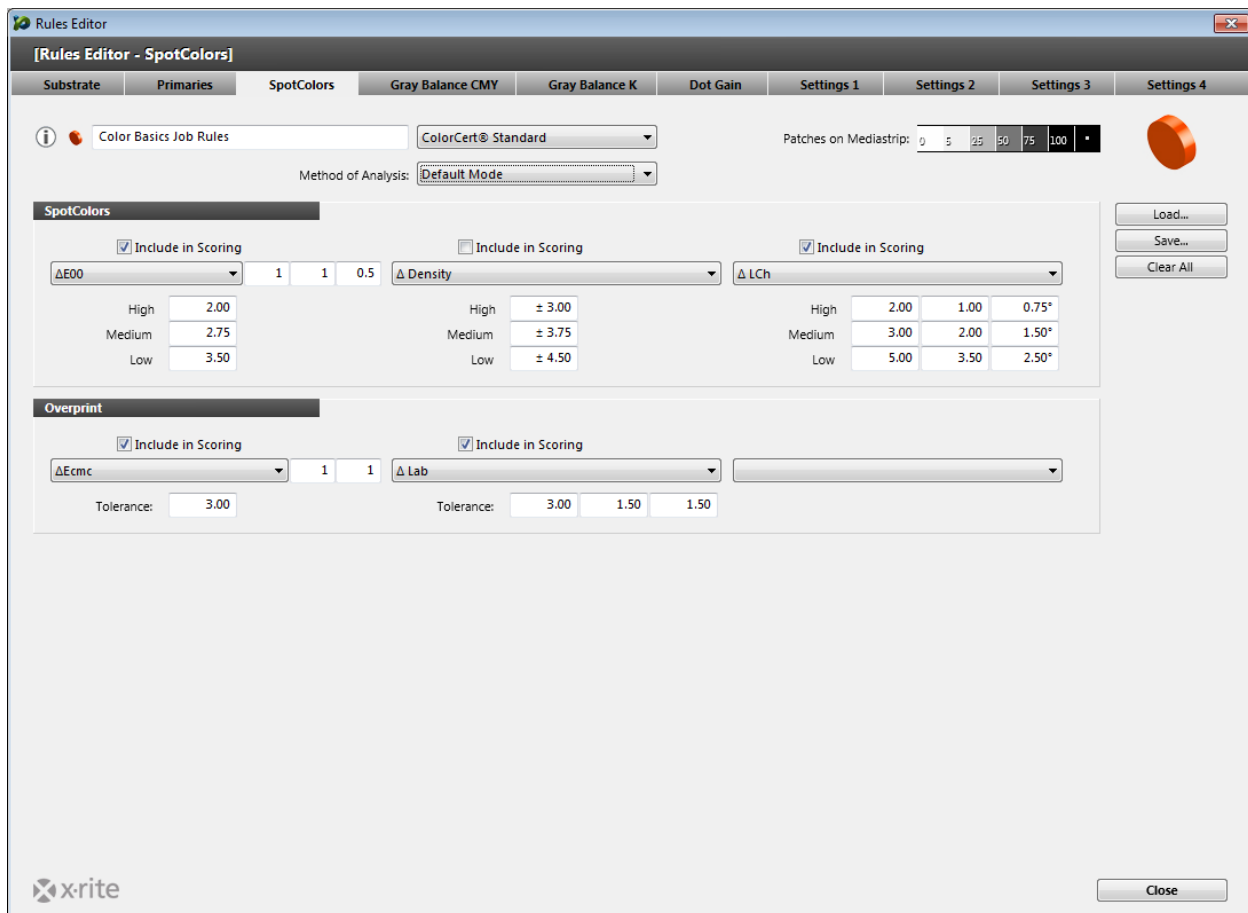 Rules Editor
[Rules Editor - SpotColors]
Substrate Primaries SpotColors Gray Balance CMY Gray Balance K Dot Gain Settings 1 Settings 2 Settings 3 Settings 4
Color Basics Job Rules ColorCert® Standard Patches on Mediastrip: 0 5 25 50 75 100 *
Method of Analysis: Default Mode
SpotColors
Load...
Save...
Clear All
Include in Scoring Include in Scoring Include in Scoring
ΔE00 1 1 0.5 Δ Density Δ LCh
High 2.00 High ± 3.00 High 2.00 1.00 0.75°
Medium 2.75 Medium ± 3.75 Medium 3.00 2.00 1.50°
Low 3.50 Low ± 4.50 Low 5.00 3.50 2.50°
Overprint
Include in Scoring Include in Scoring
ΔEcmc 1 1 Δ Lab
Tolerance: 3.00 Tolerance: 3.00 1.50 1.50
x·rite
Close